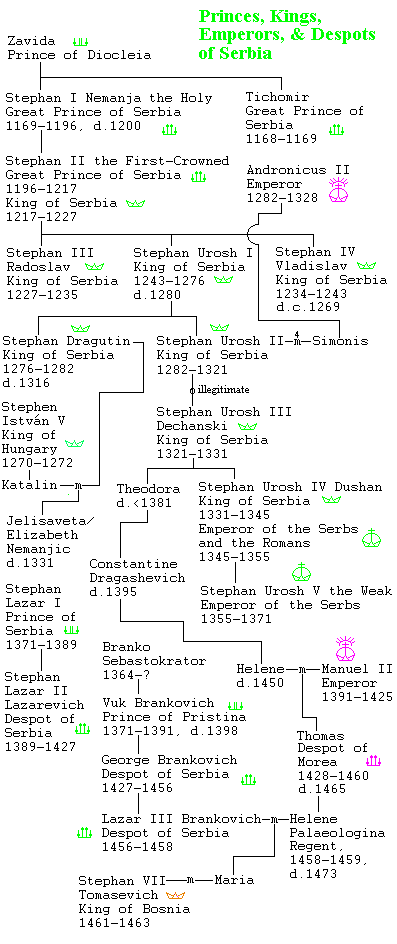 Princes, Kings,
Emperors, & Despots
of Serbia
Zavida
Prince of Diocleia
Stephan I Nemanja the Holy
Great Prince of Serbia
1169-1196, d.1200
Tichomir
Great Prince of
Serbia
1168-1169
Stephan II the First-Crowned
Great Prince of Serbia
1196-1217
King of Serbia
1217-1227
Andronicus II
Emperor
1282-1328
Stephan III
Radoslav
King of Serbia
1227-1235
Stephan Urosh I
King of Serbia
1243-1276
d.1280
Stephan IV
Vladislav
King of Serbia
1234-1243
d.c.1269
Stephan Dragutin
King of Serbia
1276-1282
d.1316
Stephan Urosh II
King of Serbia
1282-1321
4
m
Simonis
illegitimate
Stephen
István V
King of
Hungary
1270-1272
Stephan Urosh III
Dechanski
King of Serbia
1321-1331
Katalin
m
Jelisaveta/
Elizabeth
Nemanjic
d.1331
Theodora
d.<1381
Stephan Urosh IV Dushan
King of Serbia
1331-1345
Emperor of the Serbs
and the Romans
1345-1355
Constantine
Dragashevich
d.1395
Stephan Urosh V the Weak
Emperor of the Serbs
1355-1371
Stephan
Lazar I
Prince of
Serbia
1371-1389
Branko
Sebastokrator
1364-?
Helene
d.1450
m
Manuel II
Emperor
1391-1425
Stephan
Lazar II
Lazarevich
Despot of
Serbia
1389-1427
Vuk Brankovich
Prince of Pristina
1371-1391, d.1398
Thomas
Despot of
Morea
1428-1460
d.1465
George Brankovich
Despot of Serbia
1427-1456
Lazar III Brankovich
Despot of Serbia
1456-1458
m
Helene
Palaeologina
Regent,
1458-1459,
d.1473
Stephan VII
Tomasevich
King of Bosnia
1461-1463
m
Maria